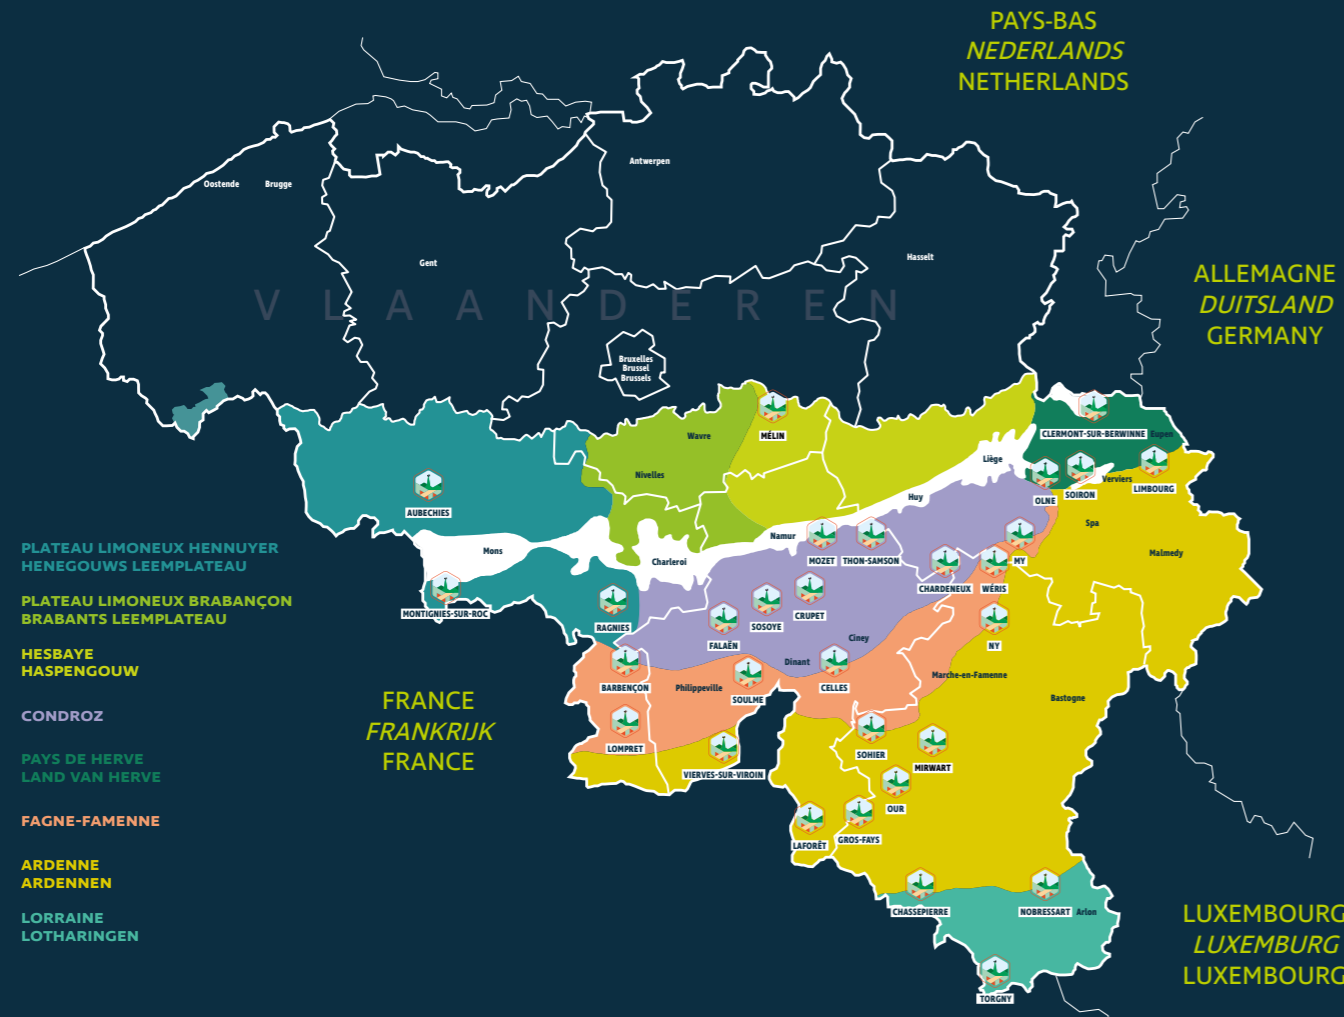 PAYS-BAS
NEDERLANDS
NETHERLANDS
Antwerpen
Oostende
Brugge
Gent
Hasselt
VLAANDEREN
ALLEMAGNE
DUITSLAND
GERMANY
Bruxelles
Brussel
Brussels
Wavre
MÉLIN
CLERMONT-SUR-BERWINNE
Eupen
Nivelles
Liège
Verviers
LIMBOURG
SOIRON
OLNE
Huy
AUBECHIES
Spa
Namur
Mons
Charleroi
MOZET
THON-SAMSON
MY
Malmedy
CHARDENEUX
WÉRIS
MONTIGNIES-SUR-ROC
RAGNIES
CRUPET
SOSOYE
FALAËN
Ciney
NY
Dinant
BARBENÇON
Philippeville
SOULME
CELLES
Marche-en-Famenne
Bastogne
LOMPRET
VIERVES-SUR-VIROIN
SOHIER
MIRWART
OUR
LAFORÊT
GROS-FAYS
CHASSEPIERRE
NOBRESSART
Arlon
TORGNY
PLATEAU LIMONEUX HENNUYER
HENEGOUWS LEEMPLATEAU
PLATEAU LIMONEUX BRABANÇON
BRABANTS LEEMPLATEAU
HESBAYE
HASPENGOUW
CONDROZ
PAYS DE HERVE
LAND VAN HERVE
FAGNE-FAMENNE
ARDENNE
ARDENNEN
LORRAINE
LOTHARINGEN
FRANCE
FRANKRIJK
FRANCE
LUXEMBOURG
LUXEMBURG
LUXEMBOURG